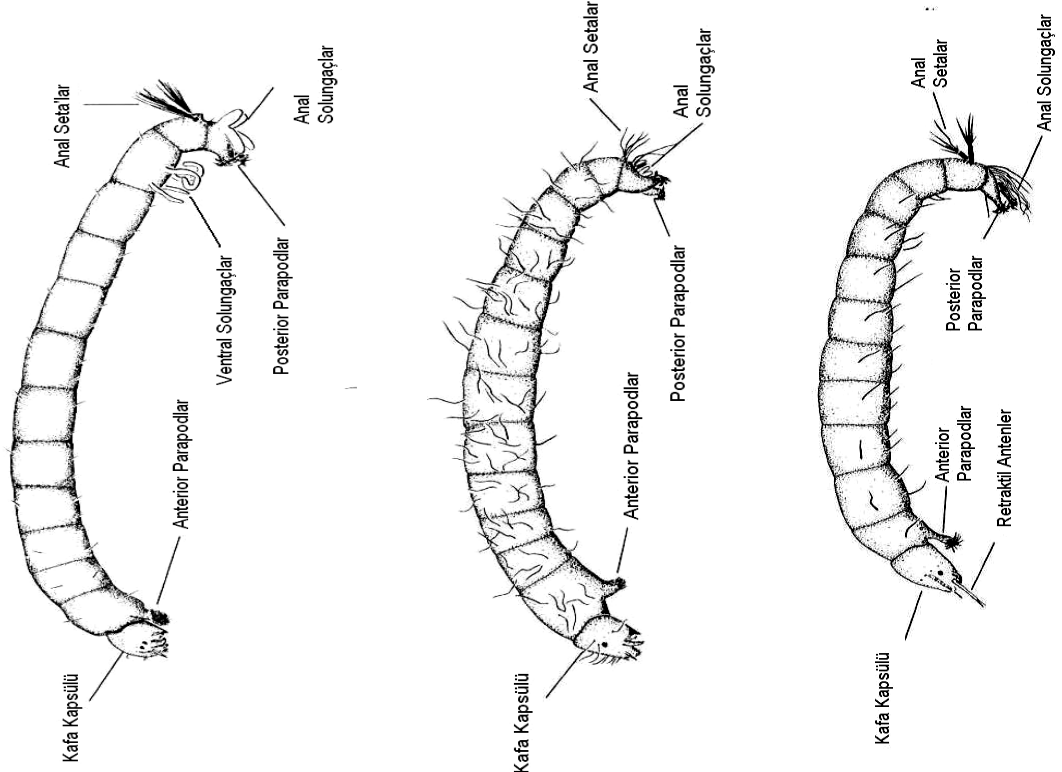 Anal Seta'lar
Anal
Solungaçlar
Ventral Solungaçlar
Posterior Parapodlar
Anterior Parapodlar
Kafa Kapsülü
Anal Setalar
Anal
Solungaçlar
Posterior Parapodlar
Anterior Parapodlar
Kafa Kapsülü
Anal
Setalar
Anal Solungaçlar
Posterior
Parapodlar
Anterior
Parapodlar
Retraktil Antenler
Kafa Kapsülü